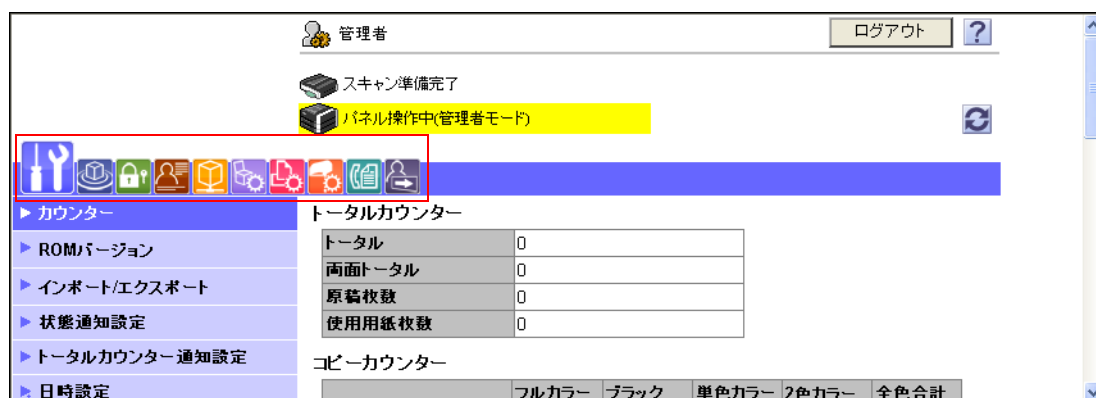 管理者
ログアウト ?
スキャン準備完了
パネル操作中(管理者モード)
カウンター
ROMバージョン
インポート/エクスポート
状態通知設定
トータルカウンター通知設定
日時設定
トータルカウンター
トータル 0
両面トータル 0
原稿枚数 0
使用用紙枚数 0
コピーカウンター
フルカラー ブラック 単色カラー 2色カラー 全色合計